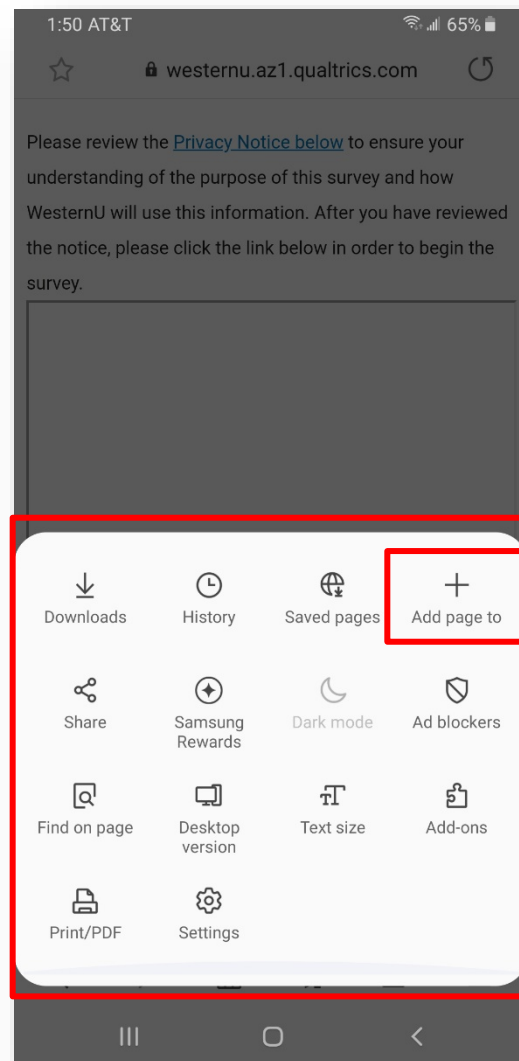 1:50 AT&T 65%
westernu.az1.qualtrics.com
Please review the Privacy Notice below to ensure your
understanding of the purpose of this survey and how
WesternU will use this information. After you have reviewed
the notice, please click the link below in order to begin the
survey.
Downloads History Saved pages Add page to
Share Samsung Rewards Dark mode Ad blockers
Find on page Desktop version Text size Add-ons
Print/PDF Settings